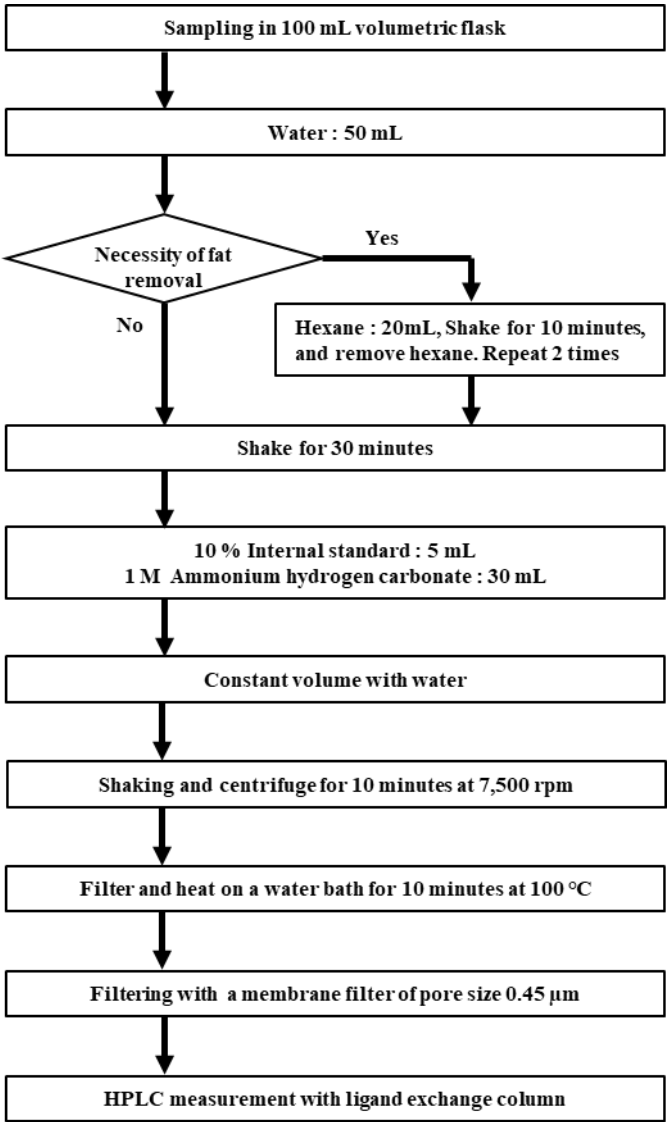 Sampling in 100 mL volumetric flask
Water : 50 mL
Necessity of fat
removal
Yes
No
Hexane : 20mL, Shake for 10 minutes,
and remove hexane. Repeat 2 times
Shake for 30 minutes
10 % Internal standard : 5 mL
1 M Ammonium hydrogen carbonate : 30 mL
Constant volume with water
Shaking and centrifuge for 10 minutes at 7,500 rpm
Filter and heat on a water bath for 10 minutes at 100 °C
Filtering with a membrane filter of pore size 0.45 μm
HPLC measurement with ligand exchange column